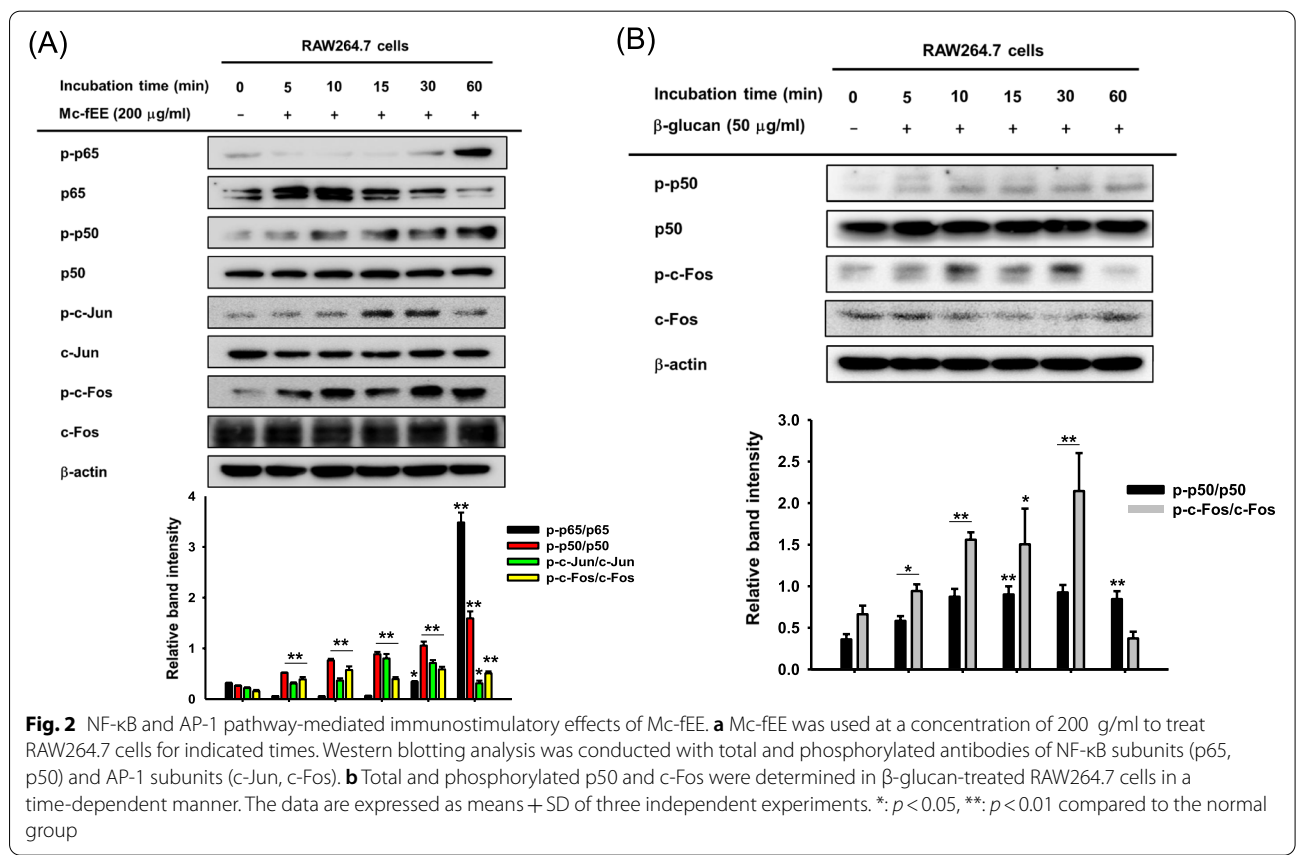 (A)
RAW264.7 cells
Incubation time (min) 0 5 10 15 30 60
Mc-fEE (200 μg/ml) – + + + + +
p-p65
p65
p-p50
p50
p-c-Jun
c-Jun
p-c-Fos
c-Fos
β-actin
Relative band intensity
4
3
2
1
0
** ** ** ** * ** ** * **
p-p65/p65
p-p50/p50
p-c-Jun/c-Jun
p-c-Fos/c-Fos
(B)
RAW264.7 cells
Incubation time (min) 0 5 10 15 30 60
β-glucan (50 μg/ml) – + + + + +
p-p50
p50
p-c-Fos
c-Fos
β-actin
Relative band intensity
3.0
2.5
2.0
1.5
1.0
0.5
0.0
* ** ** * ** **
p-p50/p50
p-c-Fos/c-Fos
Fig. 2 NF-κB and AP-1 pathway-mediated immunostimulatory effects of Mc-fEE. a Mc-fEE was used at a concentration of 200 g/ml to treat
RAW264.7 cells for indicated times. Western blotting analysis was conducted with total and phosphorylated antibodies of NF-κB subunits (p65,
p50) and AP-1 subunits (c-Jun, c-Fos). b Total and phosphorylated p50 and c-Fos were determined in β-glucan-treated RAW264.7 cells in a
time-dependent manner. The data are expressed as means + SD of three independent experiments. *: p < 0.05, **: p < 0.01 compared to the normal
group